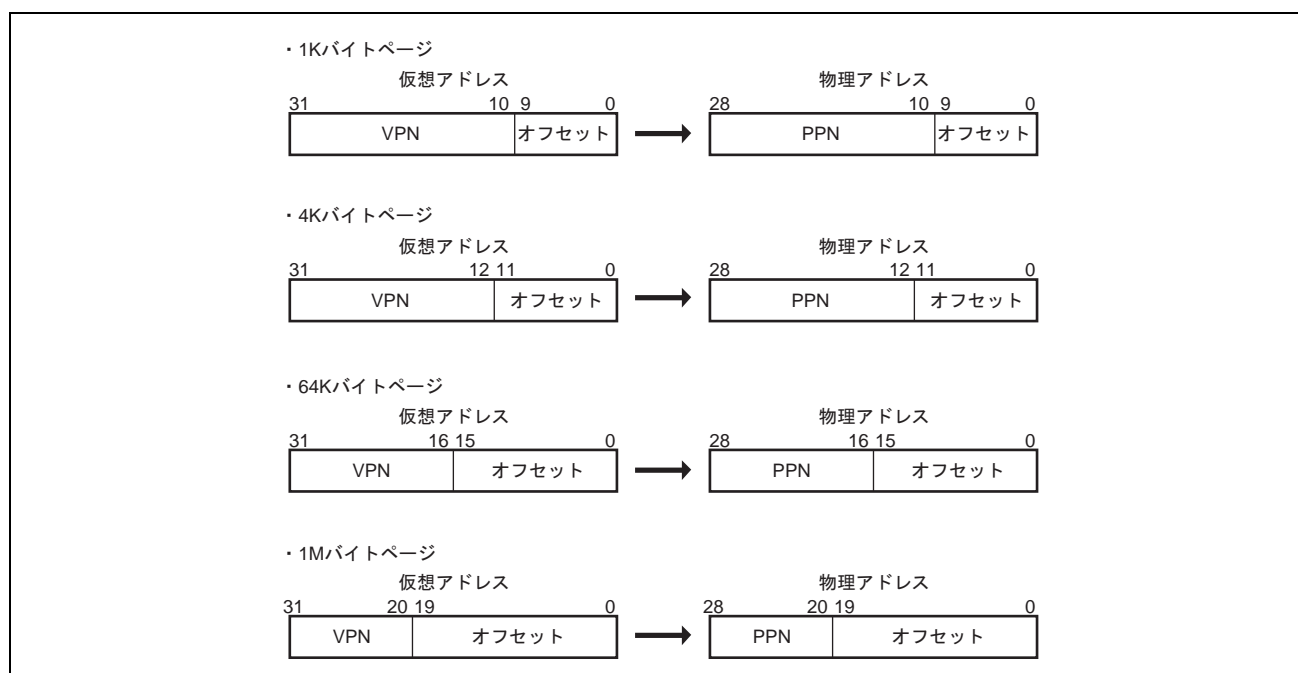 ・1Kバイトページ
仮想アドレス 物理アドレス
31 10 9 0 28 10 9 0
VPN オフセット PPN オフセット
・4Kバイトページ
仮想アドレス 物理アドレス
31 12 11 0 28 12 11 0
VPN オフセット PPN オフセット
・64Kバイトページ
仮想アドレス 物理アドレス
31 16 15 0 28 16 15 0
VPN オフセット PPN オフセット
・1Mバイトページ
仮想アドレス 物理アドレス
31 20 19 0 28 20 19 0
VPN オフセット PPN オフセット